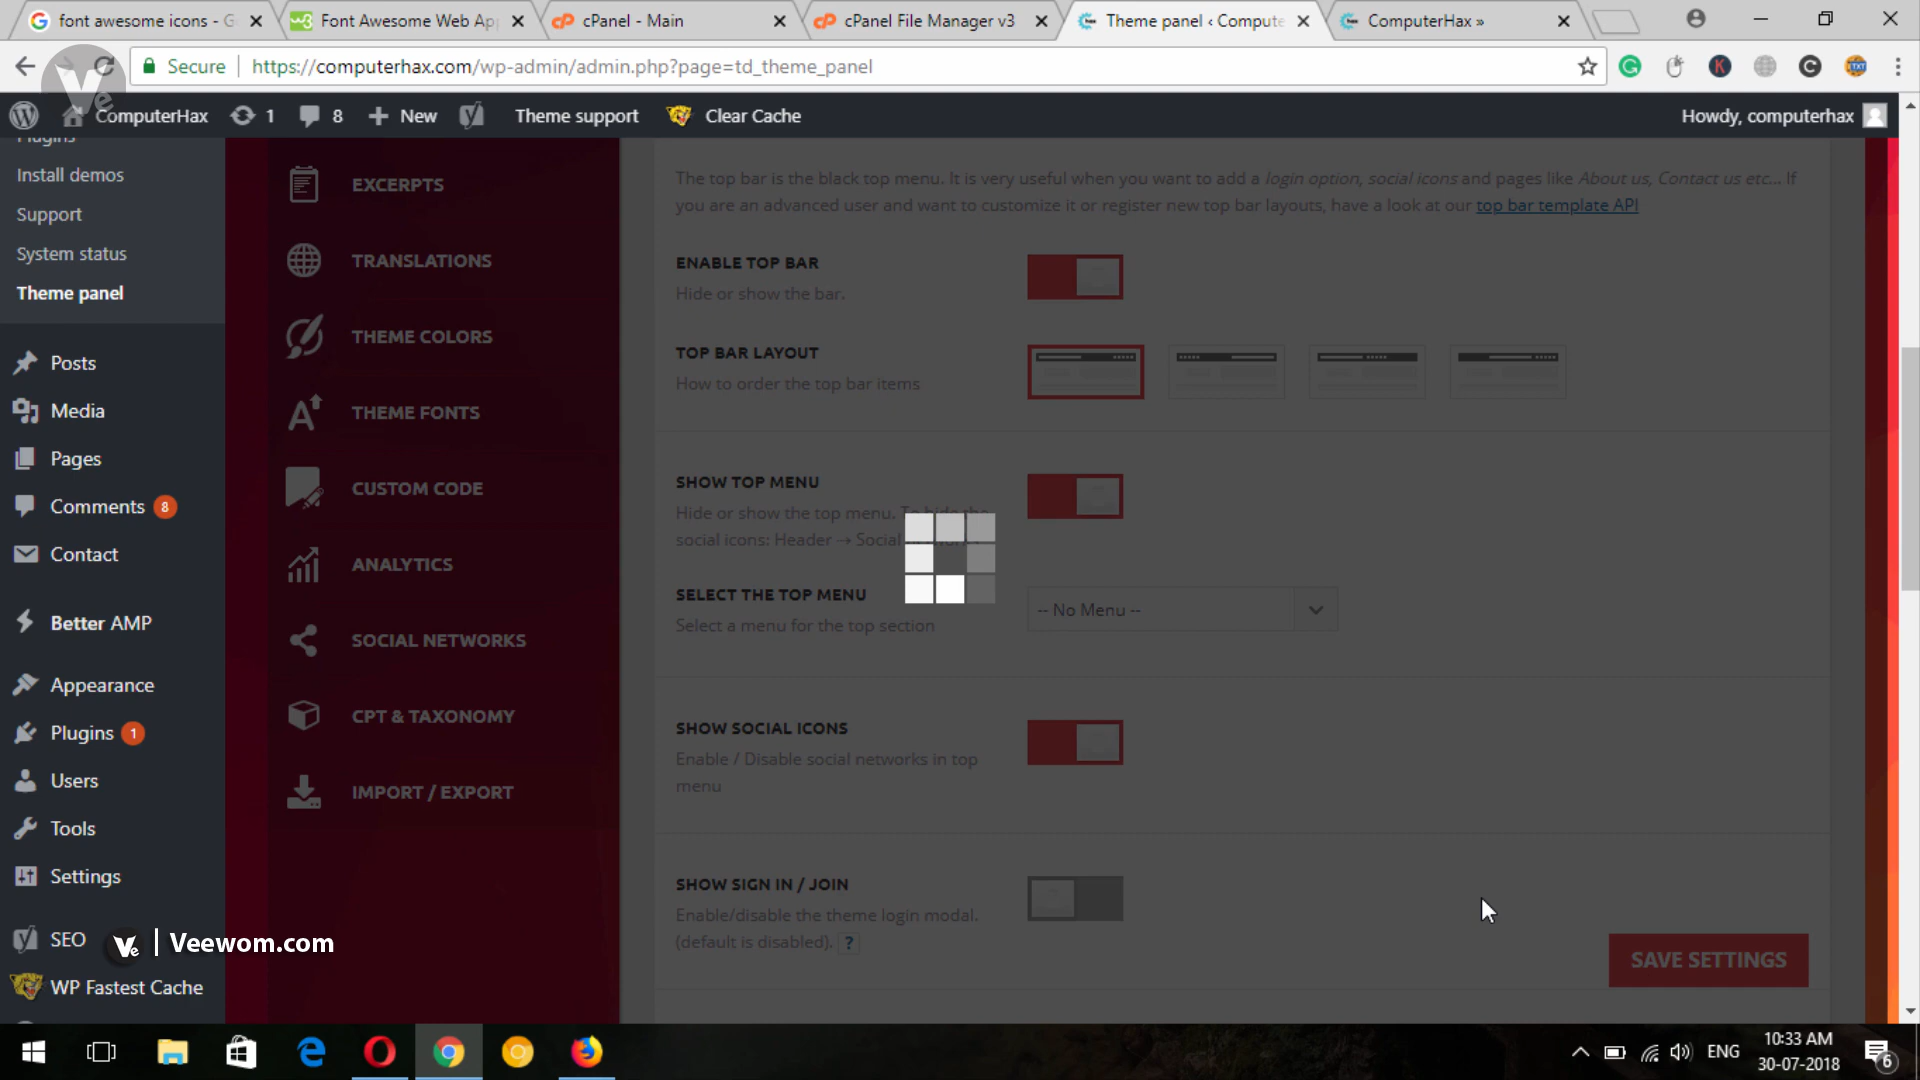 font awesome icons - G
Font Awesome Web App
cPanel - Main
cPanel File Manager v3
Theme panel ‹ Compute
ComputerHax »
Secure
https://computerhax.com/wp-admin/admin.php?page=td_theme_panel
ComputerHax
1
8
New
Theme support
Clear Cache
Howdy, computerhax
Plugins
Install demos
Support
System status
Theme panel
Posts
Media
Pages
Comments 8
Contact
Better AMP
Appearance
Plugins 1
Users
Tools
Settings
SEO
WP Fastest Cache
EXCERPTS
TRANSLATIONS
THEME COLORS
THEME FONTS
CUSTOM CODE
ANALYTICS
SOCIAL NETWORKS
CPT & TAXONOMY
IMPORT / EXPORT
The top bar is the black top menu. It is very useful when you want to add a login option, social icons and pages like About us, Contact us etc... If
you are an advanced user and want to customize it or register new top bar layouts, have a look at our top bar template API
ENABLE TOP BAR
Hide or show the bar.
TOP BAR LAYOUT
How to order the top bar items
SHOW TOP MENU
Hide or show the top menu. To hide the
social icons: Header → Social
SELECT THE TOP MENU
Select a menu for the top section
-- No Menu --
SHOW SOCIAL ICONS
Enable / Disable social networks in top
menu
SHOW SIGN IN / JOIN
Enable/disable the theme login modal.
(default is disabled). ?
SAVE SETTINGS
Ve | Veewom.com
Ve
TXT
ENG
10:33 AM
30-07-2018
6